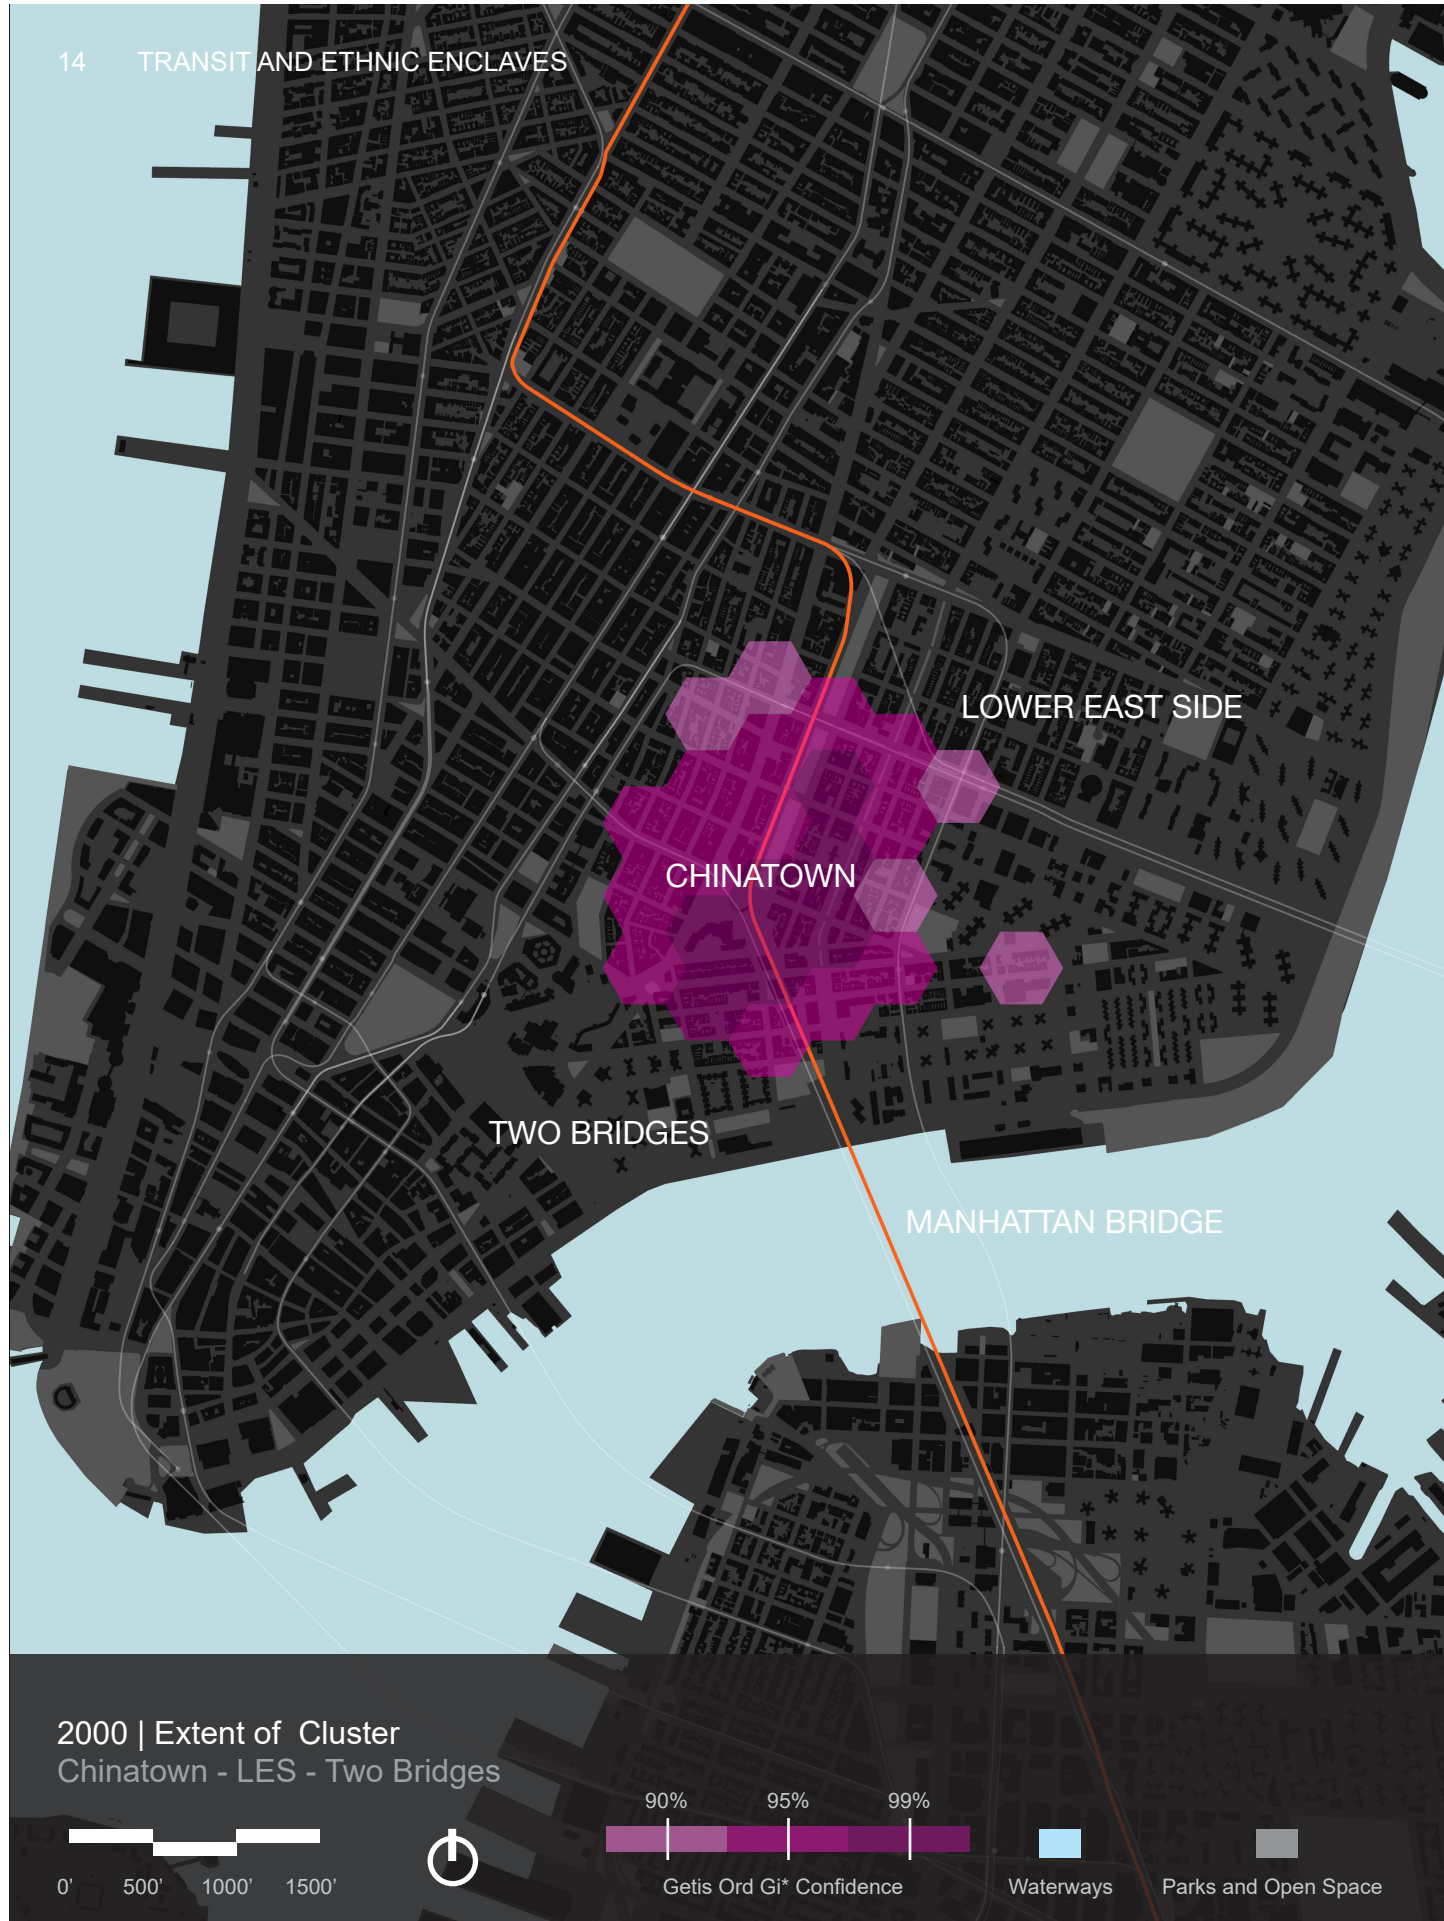 14 TRANSIT AND ETHNIC ENCLAVES
LOWER EAST SIDE
CHINATOWN
TWO BRIDGES
MANHATTAN BRIDGE
2000 | Extent of Cluster
Chinatown - LES - Two Bridges
90% 95% 99%
0' 500' 1000' 1500'
Getis Ord Gi* Confidence
Waterways
Parks and Open Space